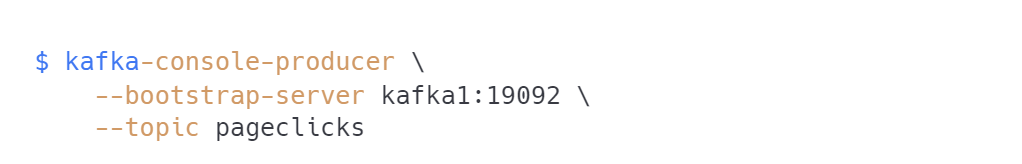 $ kafka-console-producer \
    --bootstrap-server kafka1:19092 \
    --topic pageclicks